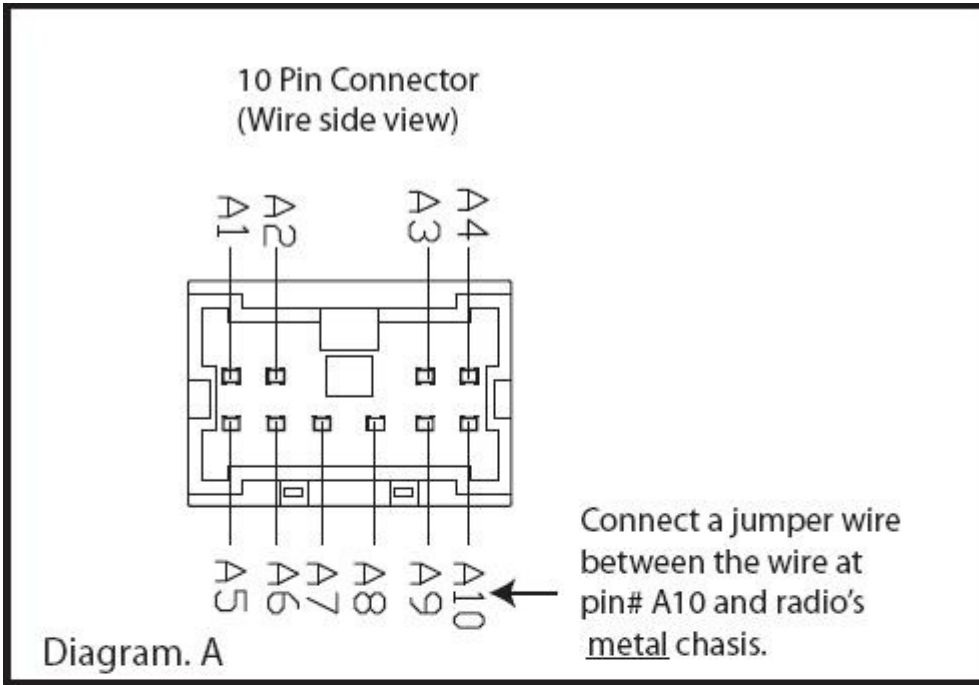 10 Pin Connector
(Wire side view)
A1 A2 A3 A4
A5 A6 A7 A8 A9 A10
Connect a jumper wire
between the wire at
pin# A10 and radio's
metal chasis.
Diagram. A